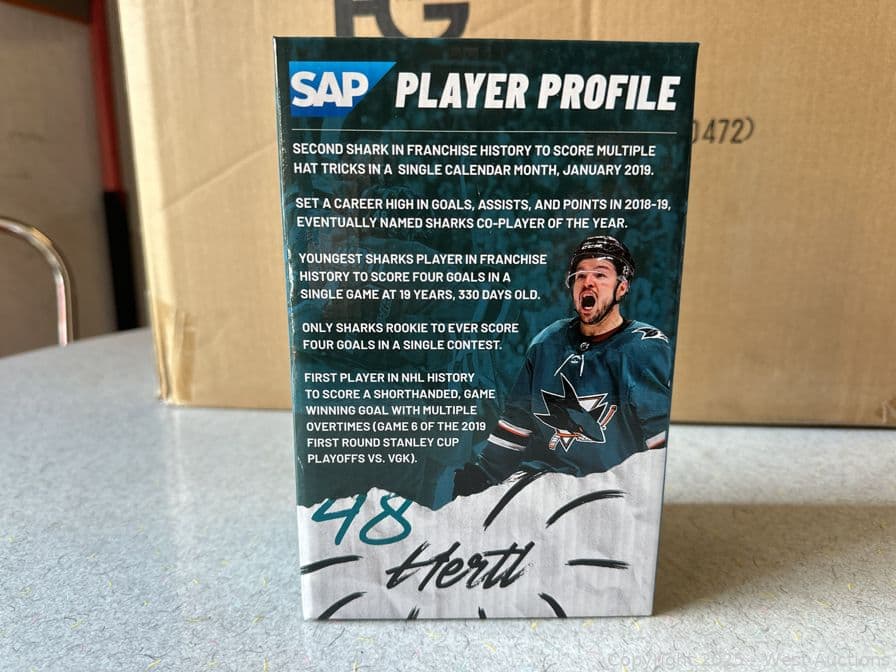 FG
0472)
SAP PLAYER PROFILE
SECOND SHARK IN FRANCHISE HISTORY TO SCORE MULTIPLE
HAT TRICKS IN A SINGLE CALENDAR MONTH, JANUARY 2019.
SET A CAREER HIGH IN GOALS, ASSISTS, AND POINTS IN 2018-19,
EVENTUALLY NAMED SHARKS CO-PLAYER OF THE YEAR.
YOUNGEST SHARKS PLAYER IN FRANCHISE
HISTORY TO SCORE FOUR GOALS IN A
SINGLE GAME AT 19 YEARS, 330 DAYS OLD.
ONLY SHARKS ROOKIE TO EVER SCORE
FOUR GOALS IN A SINGLE CONTEST.
FIRST PLAYER IN NHL HISTORY
TO SCORE A SHORTHANDED, GAME
WINNING GOAL WITH MULTIPLE
OVERTIMES (GAME 6 OF THE 2019
FIRST ROUND STANLEY CUP
PLAYOFFS VS. VGK).
48
Hertl